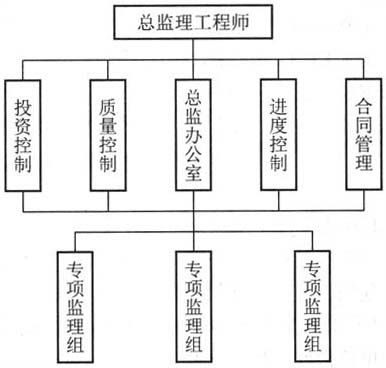 总监理工程师
投资控制
质量控制
总监办公室
进度控制
合同管理
专项监理组
专项监理组
专项监理组